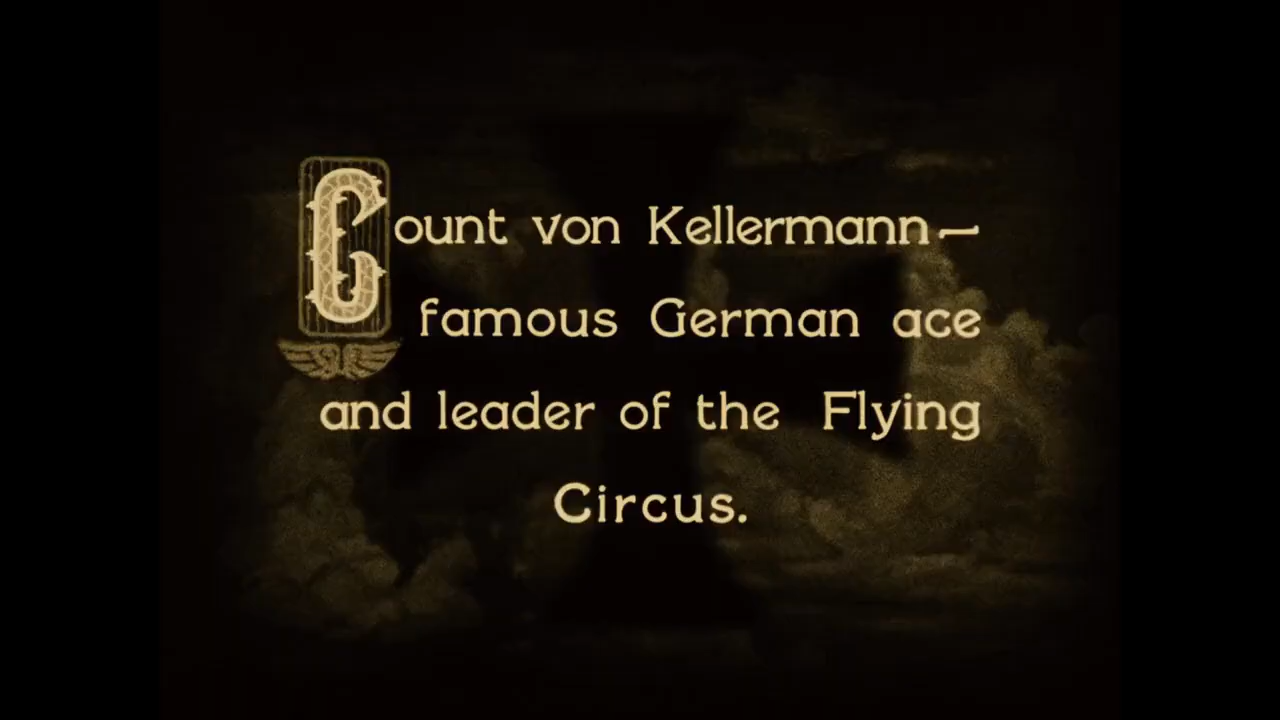 Count von Kellermann—
famous German ace
and leader of the Flying
Circus.